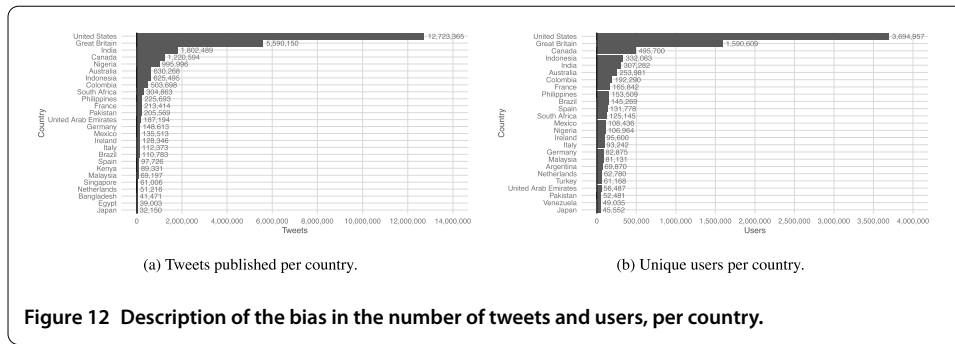 United States 12,723,365
Great Britain 5,590,150
India 1,802,489
Canada 1,220,594
Nigeria 995,996
Australia 630,268
Indonesia 625,495
Colombia 503,698
South Africa 304,863
Philippines 225,693
France 213,414
Pakistan 205,569
United Arab Emirates 187,194
Germany 148,613
Mexico 135,513
Ireland 128,346
Italy 112,373
Brazil 110,783
Spain 97,726
Kenya 89,331
Malaysia 69,197
Singapore 61,006
Netherlands 51,216
Bangladesh 41,471
Egypt 39,003
Japan 32,150
Country
0 2,000,000 4,000,000 6,000,000 8,000,000 10,000,000 12,000,000 14,000,000
Tweets
(a) Tweets published per country.
United States 3,694,957
Great Britain 1,590,609
Canada 495,700
Indonesia 332,063
India 307,282
Australia 253,981
Colombia 192,290
France 165,842
Philippines 153,509
Brazil 145,269
Spain 131,778
South Africa 125,145
Mexico 108,436
Nigeria 106,964
Ireland 95,600
Italy 93,242
Germany 82,875
Malaysia 81,131
Argentina 69,870
Netherlands 62,780
Turkey 61,168
United Arab Emirates 56,487
Pakistan 52,481
Venezuela 49,035
Japan 45,552
Country
0 500,000 1,000,000 1,500,000 2,000,000 2,500,000 3,000,000 3,500,000 4,000,000
Users
(b) Unique users per country.
Figure 12 Description of the bias in the number of tweets and users, per country.